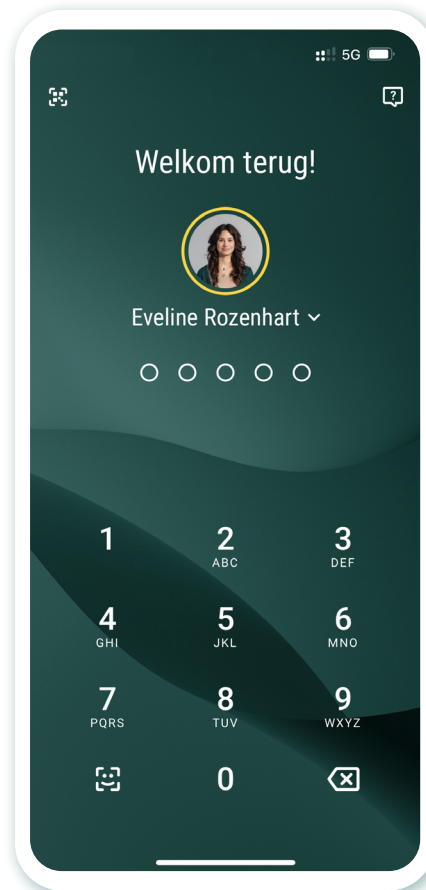 5G
?
Welkom terug!
Eveline Rozenhart
1 2 3
ABC DEF
4 5 6
GHI JKL MNO
7 8 9
PQRS TUV WXYZ
0